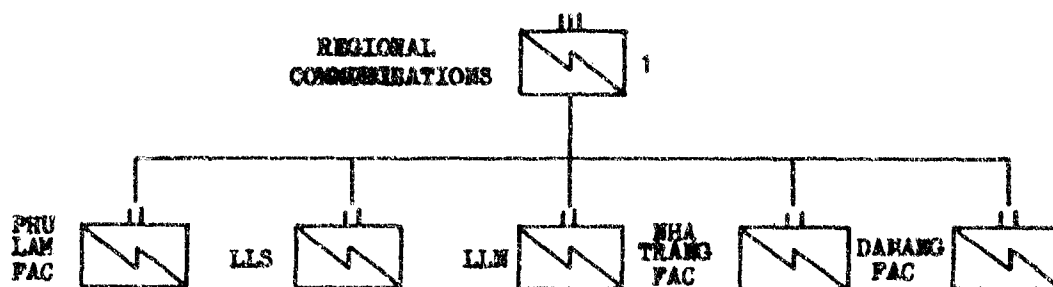 REGIONAL
COMMUNICATIONS
1
PHU
LAM
FAC
LLS
LLN
NHA
TRANG
FAC
DANANG
FAC